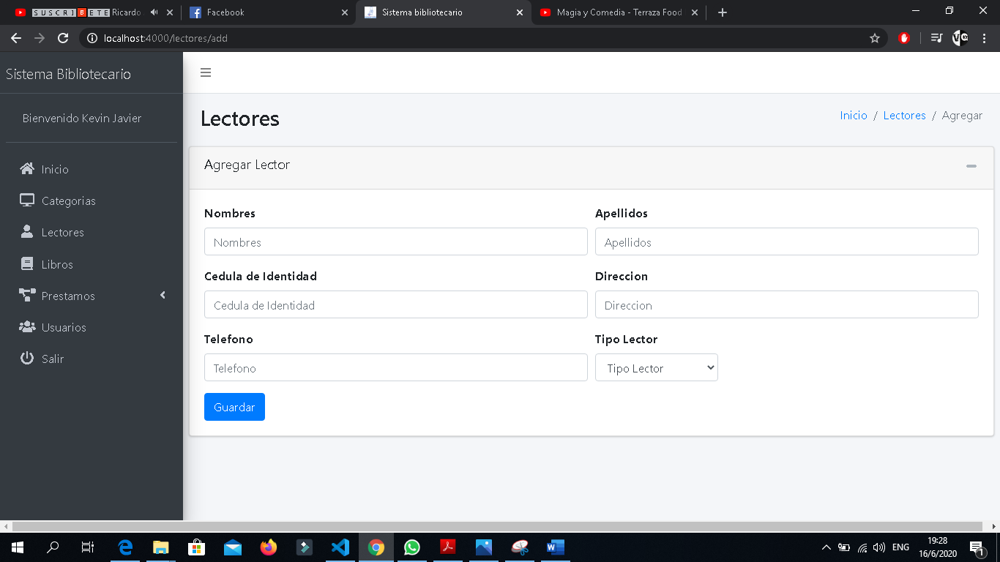 SUSCRIBETE Ricardo
Facebook
Sistema bibliotecario
Magia y Comedia - Terraza Food
localhost:4000/lectores/add
Sistema Bibliotecario
Bienvenido Kevin Javier
Inicio
Categorias
Lectores
Libros
Prestamos
Usuarios
Salir
Lectores
Inicio / Lectores / Agregar
Agregar Lector
Nombres
Apellidos
Nombres
Apellidos
Cedula de Identidad
Direccion
Cedula de Identidad
Direccion
Telefono
Tipo Lector
Telefono
Tipo Lector
Guardar
ENG
19:28
16/6/2020
1